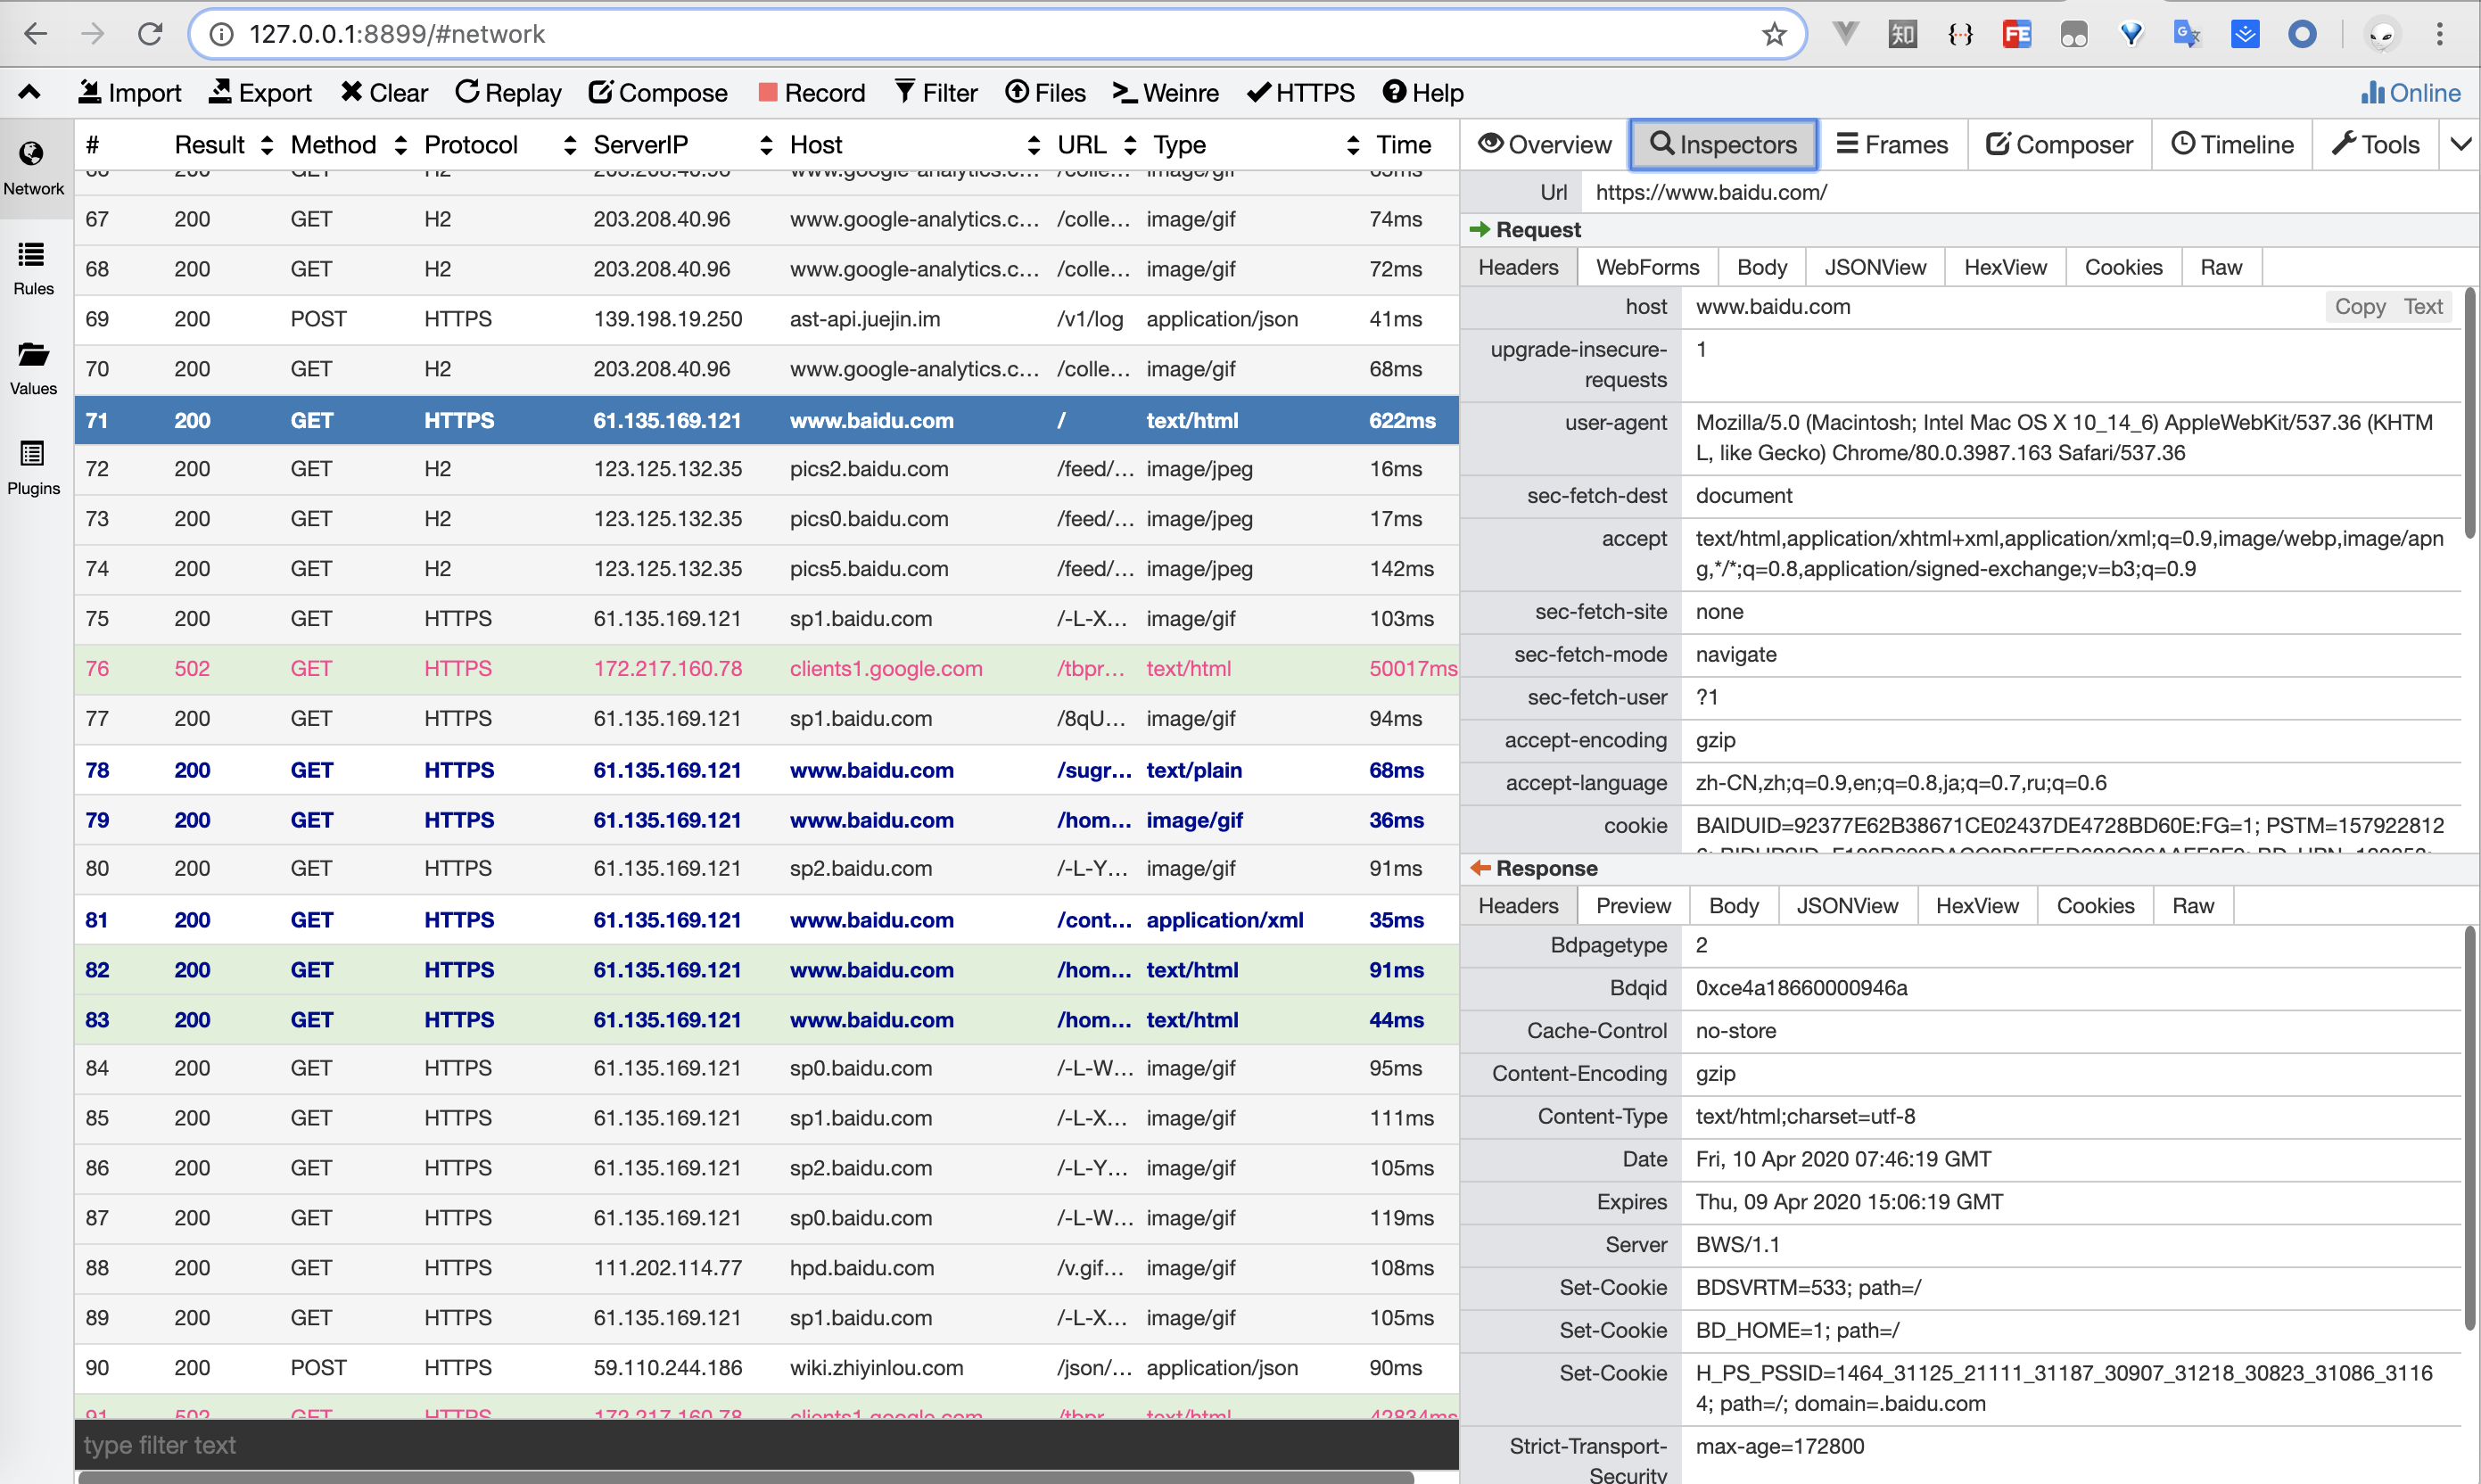 127.0.0.1:8899/#network
Import Export Clear Replay Compose Record Filter Files Weinre HTTPS Help Online
Network
Rules
Values
Plugins
# Result Method Protocol ServerIP Host URL Type Time
67 200 GET H2 203.208.40.96 www.google-analytics.c... /colle... image/gif 74ms
68 200 GET H2 203.208.40.96 www.google-analytics.c... /colle... image/gif 72ms
69 200 POST HTTPS 139.198.19.250 ast-api.juejin.im /v1/log application/json 41ms
70 200 GET H2 203.208.40.96 www.google-analytics.c... /colle... image/gif 68ms
71 200 GET HTTPS 61.135.169.121 www.baidu.com / text/html 622ms
72 200 GET H2 123.125.132.35 pics2.baidu.com /feed/... image/jpeg 16ms
73 200 GET H2 123.125.132.35 pics0.baidu.com /feed/... image/jpeg 17ms
74 200 GET H2 123.125.132.35 pics5.baidu.com /feed/... image/jpeg 142ms
75 200 GET HTTPS 61.135.169.121 sp1.baidu.com /-L-X... image/gif 103ms
76 502 GET HTTPS 172.217.160.78 clients1.google.com /tbpr... text/html 50017ms
77 200 GET HTTPS 61.135.169.121 sp1.baidu.com /8qU... image/gif 94ms
78 200 GET HTTPS 61.135.169.121 www.baidu.com /sugr... text/plain 68ms
79 200 GET HTTPS 61.135.169.121 www.baidu.com /hom... image/gif 36ms
80 200 GET HTTPS 61.135.169.121 sp2.baidu.com /-L-Y... image/gif 91ms
81 200 GET HTTPS 61.135.169.121 www.baidu.com /cont... application/xml 35ms
82 200 GET HTTPS 61.135.169.121 www.baidu.com /hom... text/html 91ms
83 200 GET HTTPS 61.135.169.121 www.baidu.com /hom... text/html 44ms
84 200 GET HTTPS 61.135.169.121 sp0.baidu.com /-L-W... image/gif 95ms
85 200 GET HTTPS 61.135.169.121 sp1.baidu.com /-L-X... image/gif 111ms
86 200 GET HTTPS 61.135.169.121 sp2.baidu.com /-L-Y... image/gif 105ms
87 200 GET HTTPS 61.135.169.121 sp0.baidu.com /-L-W... image/gif 119ms
88 200 GET HTTPS 111.202.114.77 hpd.baidu.com /v.gif... image/gif 108ms
89 200 GET HTTPS 61.135.169.121 sp1.baidu.com /-L-X... image/gif 105ms
90 200 POST HTTPS 59.110.244.186 wiki.zhiyinlou.com /json/... application/json 90ms
91 502 GET HTTPS 172.217.160.78 clients1.google.com /tbpr... text/html 42834ms
type filter text
Overview Inspectors Frames Composer Timeline Tools
Url https://www.baidu.com/
Request
Headers WebForms Body JSONView HexView Cookies Raw
host www.baidu.com Copy Text
upgrade-insecure- 1
requests
user-agent Mozilla/5.0 (Macintosh; Intel Mac OS X 10_14_6) AppleWebKit/537.36 (KHTM
L, like Gecko) Chrome/80.0.3987.163 Safari/537.36
sec-fetch-dest document
accept text/html,application/xhtml+xml,application/xml;q=0.9,image/webp,image/apn
g,*/*;q=0.8,application/signed-exchange;v=b3;q=0.9
sec-fetch-site none
sec-fetch-mode navigate
sec-fetch-user ?1
accept-encoding gzip
accept-language zh-CN,zh;q=0.9,en;q=0.8,ja;q=0.7,ru;q=0.6
cookie BAIDUID=92377E62B38671CE02437DE4728BD60E:FG=1; PSTM=157922812
Response
Headers Preview Body JSONView HexView Cookies Raw
Bdpagetype 2
Bdqid 0xce4a18660000946a
Cache-Control no-store
Content-Encoding gzip
Content-Type text/html;charset=utf-8
Date Fri, 10 Apr 2020 07:46:19 GMT
Expires Thu, 09 Apr 2020 15:06:19 GMT
Server BWS/1.1
Set-Cookie BDSVRTM=533; path=/
Set-Cookie BD_HOME=1; path=/
Set-Cookie H_PS_PSSID=1464_31125_21111_31187_30907_31218_30823_31086_3116
4; path=/; domain=.baidu.com
Strict-Transport- max-age=172800
Security